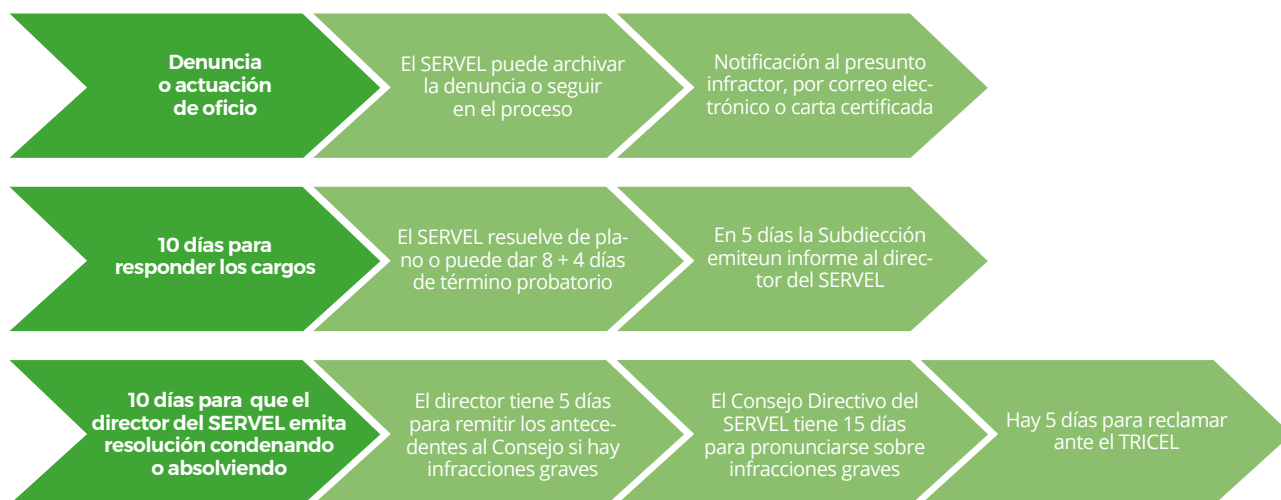 Denuncia
o actuación
de oficio
El SERVEL puede archivar
la denuncia o seguir
en el proceso
Notificación al presunto
infractor, por correo elec-
trónico o carta certificada
10 días para
responder los cargos
El SERVEL resuelve de pla-
no o puede dar 8 + 4 días
de término probatorio
En 5 días la Subdiección
emiteun informe al direc-
tor del SERVEL
10 días para que el
director del SERVEL emita
resolución condenando
o absolviendo
El director tiene 5 días
para remitir los antece-
dentes al Consejo si hay
infracciones graves
El Consejo Directivo del
SERVEL tiene 15 días
para pronunciarse sobre
infracciones graves
Hay 5 días para reclamar
ante el TRICEL